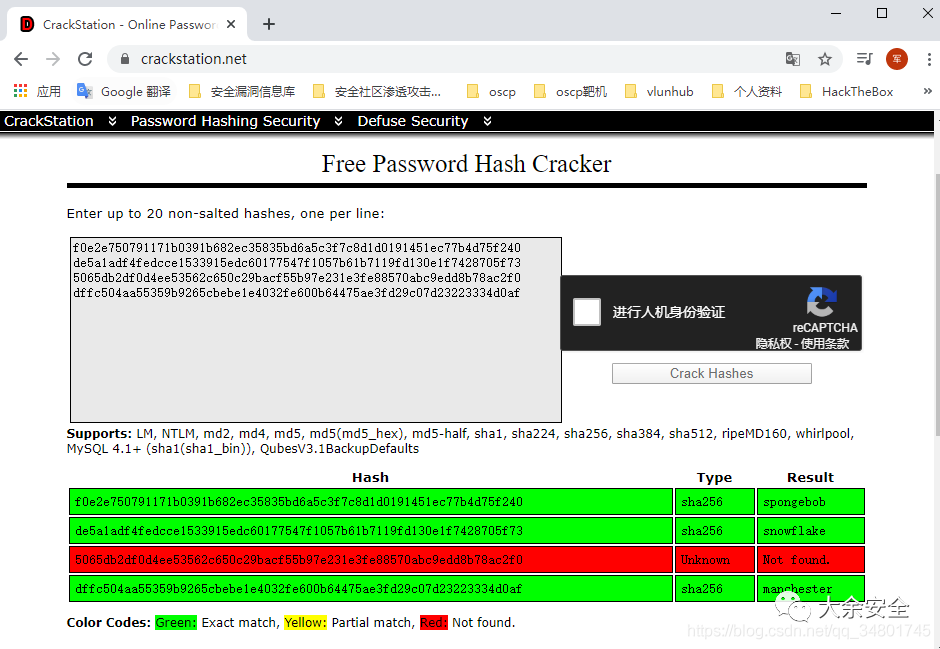 CrackStation - Online Passwor
crackstation.net
军
应用 Google 翻译 安全漏洞信息库 安全社区渗透攻击... oscp oscp靶机 vlunhub 个人资料 HackTheBox »
CrackStation Password Hashing Security Defuse Security
Free Password Hash Cracker
Enter up to 20 non-salted hashes, one per line:
f0e2e750791171b0391b682ec35835bd6a5c3f7c8d1d0191451ec77b4d75f240
de5a1adf4fedcce1533915edc60177547f1057b61b7119fd130e1f7428705f73
5065db2df0d4ee53562c650c29bacf55b97e231e3fe88570abc9edd8b78ac2f0
dffc504aa55359b9265cbebe1e4032fe600b64475ae3fd29c07d23223334d0af
进行人机身份验证
reCAPTCHA
隐私权 - 使用条款
Crack Hashes
Supports: LM, NTLM, md2, md4, md5, md5(md5_hex), md5-half, sha1, sha224, sha256, sha384, sha512, ripeMD160, whirlpool,
MySQL 4.1+ (sha1(sha1_bin)), QubesV3.1BackupDefaults
Hash Type Result
f0e2e750791171b0391b682ec35835bd6a5c3f7c8d1d0191451ec77b4d75f240 sha256 spongebob
de5a1adf4fedcce1533915edc60177547f1057b61b7119fd130e1f7428705f73 sha256 snowflake
5065db2df0d4ee53562c650c29bacf55b97e231e3fe88570abc9edd8b78ac2f0 Unknown Not found.
dffc504aa55359b9265cbebe1e4032fe600b64475ae3fd29c07d23223334d0af sha256 manchester
大余安全
Color Codes: Green: Exact match, Yellow: Partial match, Red: Not found.
https://blog.csdn.net/qq_34801745